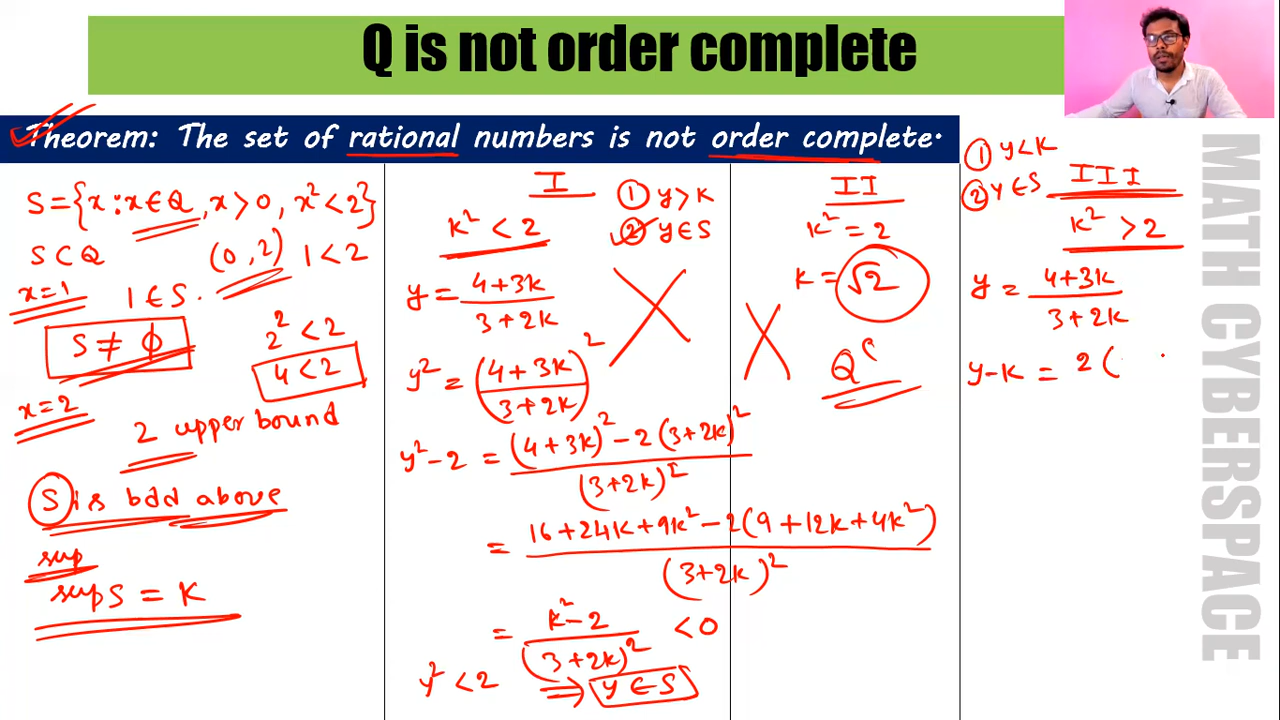 Q is not order complete
Theorem: The set of rational numbers is not order complete.
S = {x : x ∈ Q, x > 0, x² < 2}
S ⊂ Q (0, 2) 1 < 2
x = 1 1 ∈ S.
S ≠ ϕ
2² < 2
4 < 2
x = 2
2 upper bound
S is bdd above
sup
sup S = K
I
k² < 2
① y > k
② y ∈ S
y = (4 + 3k) / (3 + 2k)
y² = ((4 + 3k) / (3 + 2k))²
y² - 2 = ((4 + 3k)² - 2(3 + 2k)²) / (3 + 2k)²
= (16 + 24k + 9k² - 2(9 + 12k + 4k²)) / (3 + 2k)²
= (k² - 2) / (3 + 2k)² < 0
y² < 2 ⇒ y ∈ S
II
k² = 2
k = √2
Qᶜ
① y < k
② y ∈ S
III
k² > 2
y = (4 + 3k) / (3 + 2k)
y - k = 2(
MATH CYBERSPACE